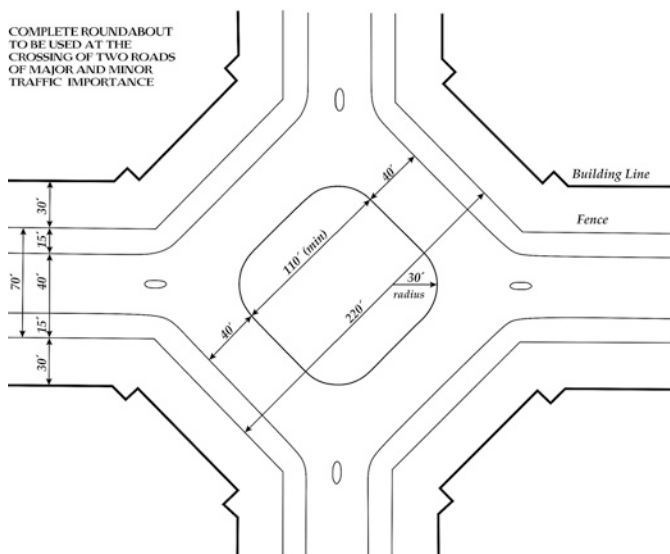 COMPLETE ROUNDABOUT
TO BE USED AT THE
CROSSING OF TWO ROADS
OF MAJOR AND MINOR
TRAFFIC IMPORTANCE
Building Line
Fence
40′
110′ (min)
30′
radius
220′
40′
30′
15′
70′
40′
15′
30′